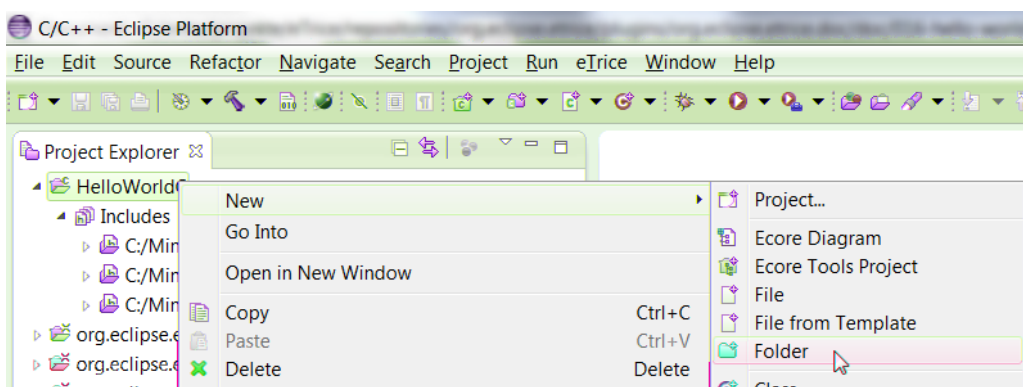 C/C++ - Eclipse Platform
File Edit Source Refactor Navigate Search Project Run eTrice Window Help
Project Explorer
HelloWorldC
Includes
C:/Min
C:/Min
C:/Min
org.eclipse.e
org.eclipse.e
New
Go Into
Open in New Window
Copy Ctrl+C
Paste Ctrl+V
Delete Delete
Project...
Ecore Diagram
Ecore Tools Project
File
File from Template
Folder
Class